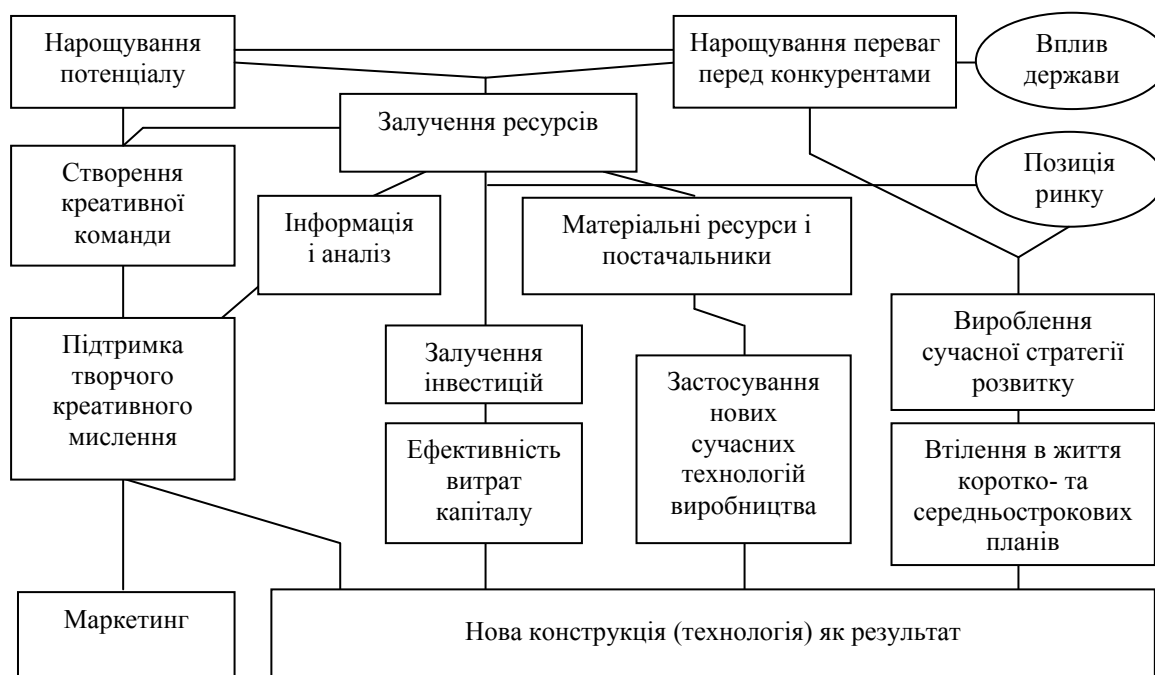 Нарощування
потенціалу
Нарощування переваг
перед конкурентами
Вплив
держави
Залучення ресурсів
Створення
креативної
команди
Позиція
ринку
Інформація
і аналіз
Матеріальні ресурси і
постачальники
Підтримка
творчого
креативного
мислення
Залучення
інвестицій
Застосування
нових
сучасних
технологій
виробництва
Вироблення
сучасної стратегії
розвитку
Ефективність
витрат
капіталу
Втілення в життя
коротко- та
середньострокових
планів
Маркетинг
Нова конструкція (технологія) як результат